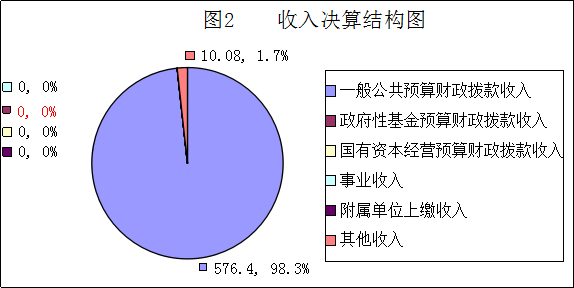 图2 收入决算结构图
10.08, 1.7%
0, 0%
0, 0%
0, 0%
0, 0%
576.4, 98.3%
一般公共预算财政拨款收入
政府性基金预算财政拨款收入
国有资本经营预算财政拨款收入
事业收入
附属单位上缴收入
其他收入